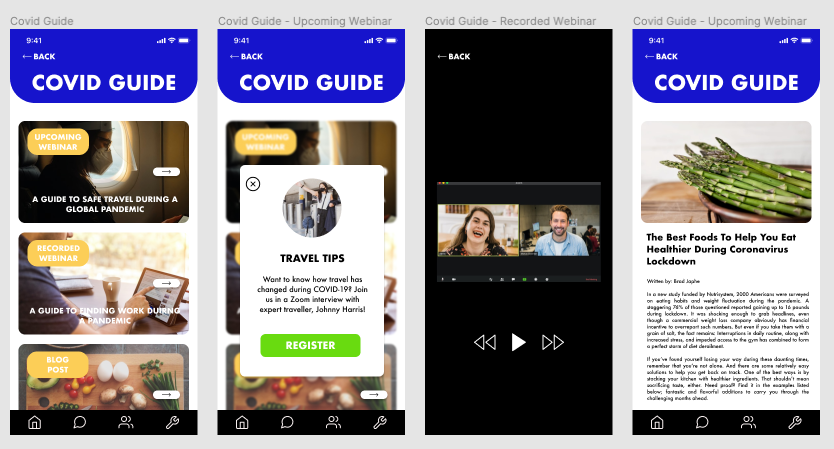 Covid Guide
9:41
← BACK
COVID GUIDE
UPCOMING
WEBINAR
A GUIDE TO SAFE TRAVEL DURING A
GLOBAL PANDEMIC
RECORDED
WEBINAR
A GUIDE TO FINDING WORK DURING
A PANDEMIC
BLOG
POST
Covid Guide - Upcoming Webinar
9:41
← BACK
COVID GUIDE
UPCOMING
WEBINAR
TRAVEL TIPS
Want to know how travel has
changed during COVID-19? Join
us in a Zoom interview with
expert traveller, Johnny Harris!
REGISTER
Covid Guide - Recorded Webinar
← BACK
Covid Guide - Upcoming Webinar
9:41
← BACK
COVID GUIDE
The Best Foods To Help You Eat
Healthier During Coronavirus
Lockdown
Written by: Brad Japhe
In a new study funded by Nutrisystem, 2000 Americans were surveyed
on eating habits and weight fluctuation during the pandemic. A
staggering 76% of those questioned reported gaining up to 16 pounds
during lockdown. It was shocking enough to grab headlines, even
though a commercial weight loss company obviously has financial
incentive to overreport such numbers. But even if you take them with a
grain of salt, the fact remains: interruptions in daily routine, along with
increased stress, and impeded access to the gym has combined to form
a perfect storm of diet derailment.
If you've found yourself losing your way during these daunting times,
remember that you're not alone. And there are some relatively easy
solutions to help you get back on track. One of the best ways is by
stocking your kitchen with healthier ingredients. That shouldn't mean
sacrificing taste, either. Need proof? Find it in the examples listed
below; fantastic and flavorful additions to carry you through the
challenging months ahead.